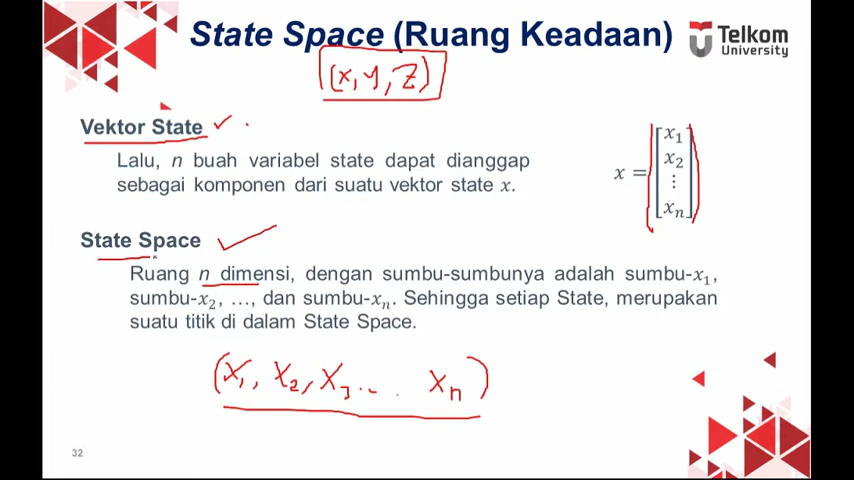 State Space (Ruang Keadaan)
Telkom
University
(x, y, z)
Vektor State
Lalu, n buah variabel state dapat dianggap
sebagai komponen dari suatu vektor state x.
x = [x₁
x₂
⋮
xₙ]
State Space
Ruang n dimensi, dengan sumbu-sumbunya adalah sumbu-x₁,
sumbu-x₂, …, dan sumbu-xₙ. Sehingga setiap State, merupakan
suatu titik di dalam State Space.
(x₁, x₂, x₃ ... xₙ)
32